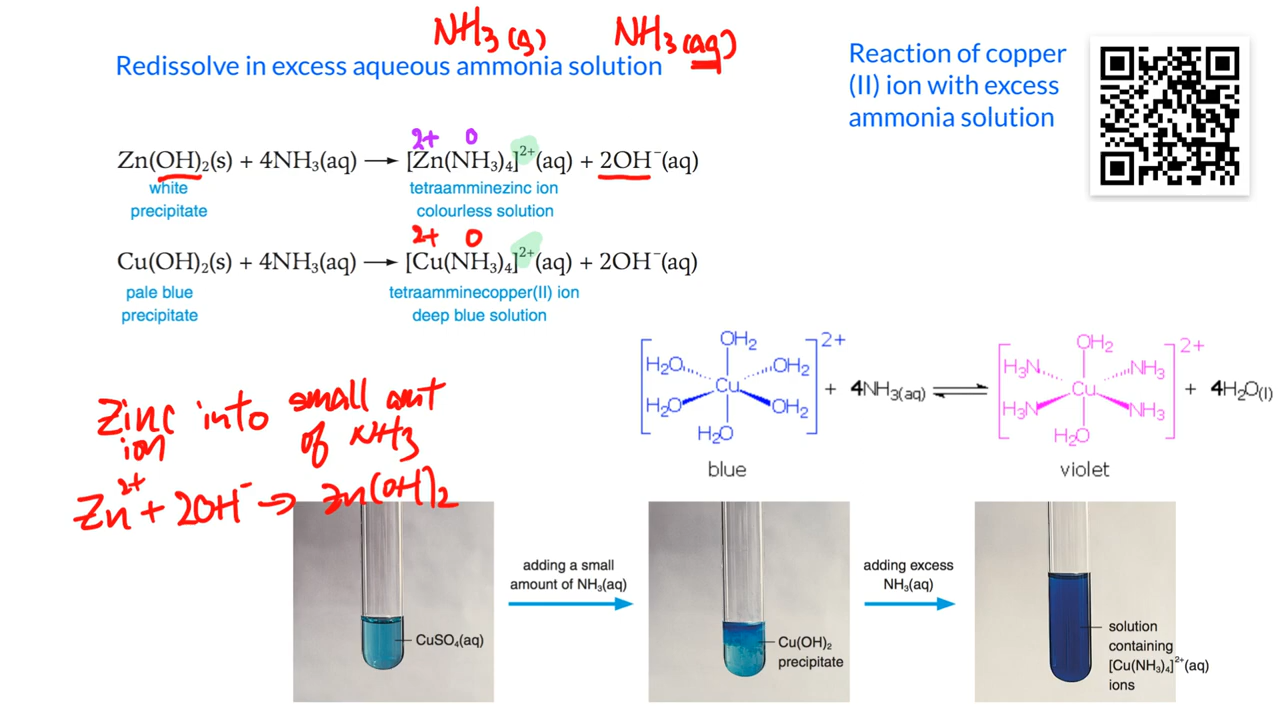 NH3(g) NH3(aq)
Redissolve in excess aqueous ammonia solution
Reaction of copper
(II) ion with excess
ammonia solution
2+ 0
Zn(OH)₂(s) + 4NH₃(aq) ⟶ [Zn(NH₃)₄]²⁺(aq) + 2OH⁻(aq)
white
precipitate
tetraamminezinc ion
colourless solution
2+ 0
Cu(OH)₂(s) + 4NH₃(aq) ⟶ [Cu(NH₃)₄]²⁺(aq) + 2OH⁻(aq)
pale blue
precipitate
tetraamminecopper(II) ion
deep blue solution
Zinc into small amt
ion of NH3
Zn²⁺ + 2OH⁻ → Zn(OH)2
OH₂ 2+
H₂O OH₂
Cu
H₂O OH₂
H₂O
blue
+ 4NH₃(aq) ⇌
OH₂ 2+
H₃N NH₃
Cu
H₃N NH₃
H₂O
violet
+ 4H₂O(l)
CuSO₄(aq)
adding a small
amount of NH₃(aq)
Cu(OH)₂
precipitate
adding excess
NH₃(aq)
solution
containing
[Cu(NH₃)₄]²⁺(aq)
ions